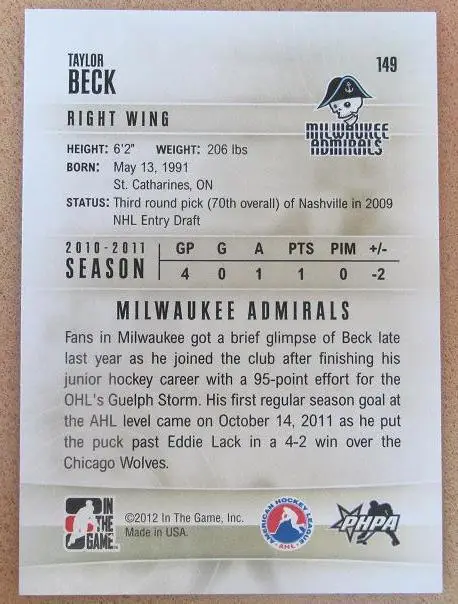 TAYLOR
BECK
149
RIGHT WING
MILWAUKEE
ADMIRALS
HEIGHT: 6'2" WEIGHT: 206 lbs
BORN: May 13, 1991
St. Catharines, ON
STATUS: Third round pick (70th overall) of Nashville in 2009
NHL Entry Draft
2010-2011 GP G A PTS PIM +/-
SEASON 4 0 1 1 0 -2
MILWAUKEE ADMIRALS
Fans in Milwaukee got a brief glimpse of Beck late
last year as he joined the club after finishing his
junior hockey career with a 95-point effort for the
OHL's Guelph Storm. His first regular season goal at
the AHL level came on October 14, 2011 as he put
the puck past Eddie Lack in a 4-2 win over the
Chicago Wolves.
IN
THE
GAME
©2012 In The Game, Inc.
Made in USA.
AMERICAN HOCKEY LEAGUE
AHL
PHPA